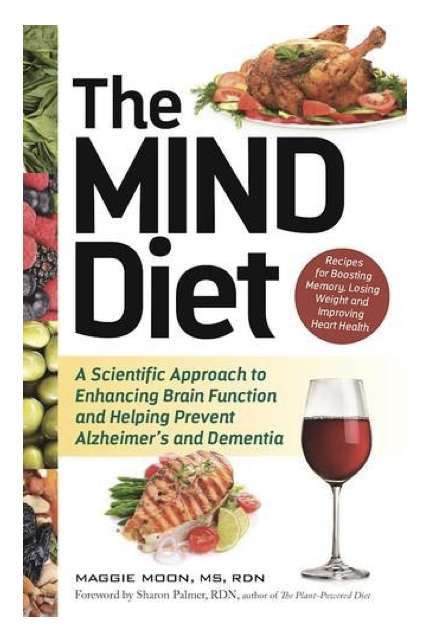 The
MIND
Diet
Recipes
for Boosting
Memory, Losing
Weight and
Improving
Heart Health
A Scientific Approach to
Enhancing Brain Function
and Helping Prevent
Alzheimer's and Dementia
MAGGIE MOON, MS, RDN
Foreword by Sharon Palmer, RDN, author of The Plant-Powered Diet